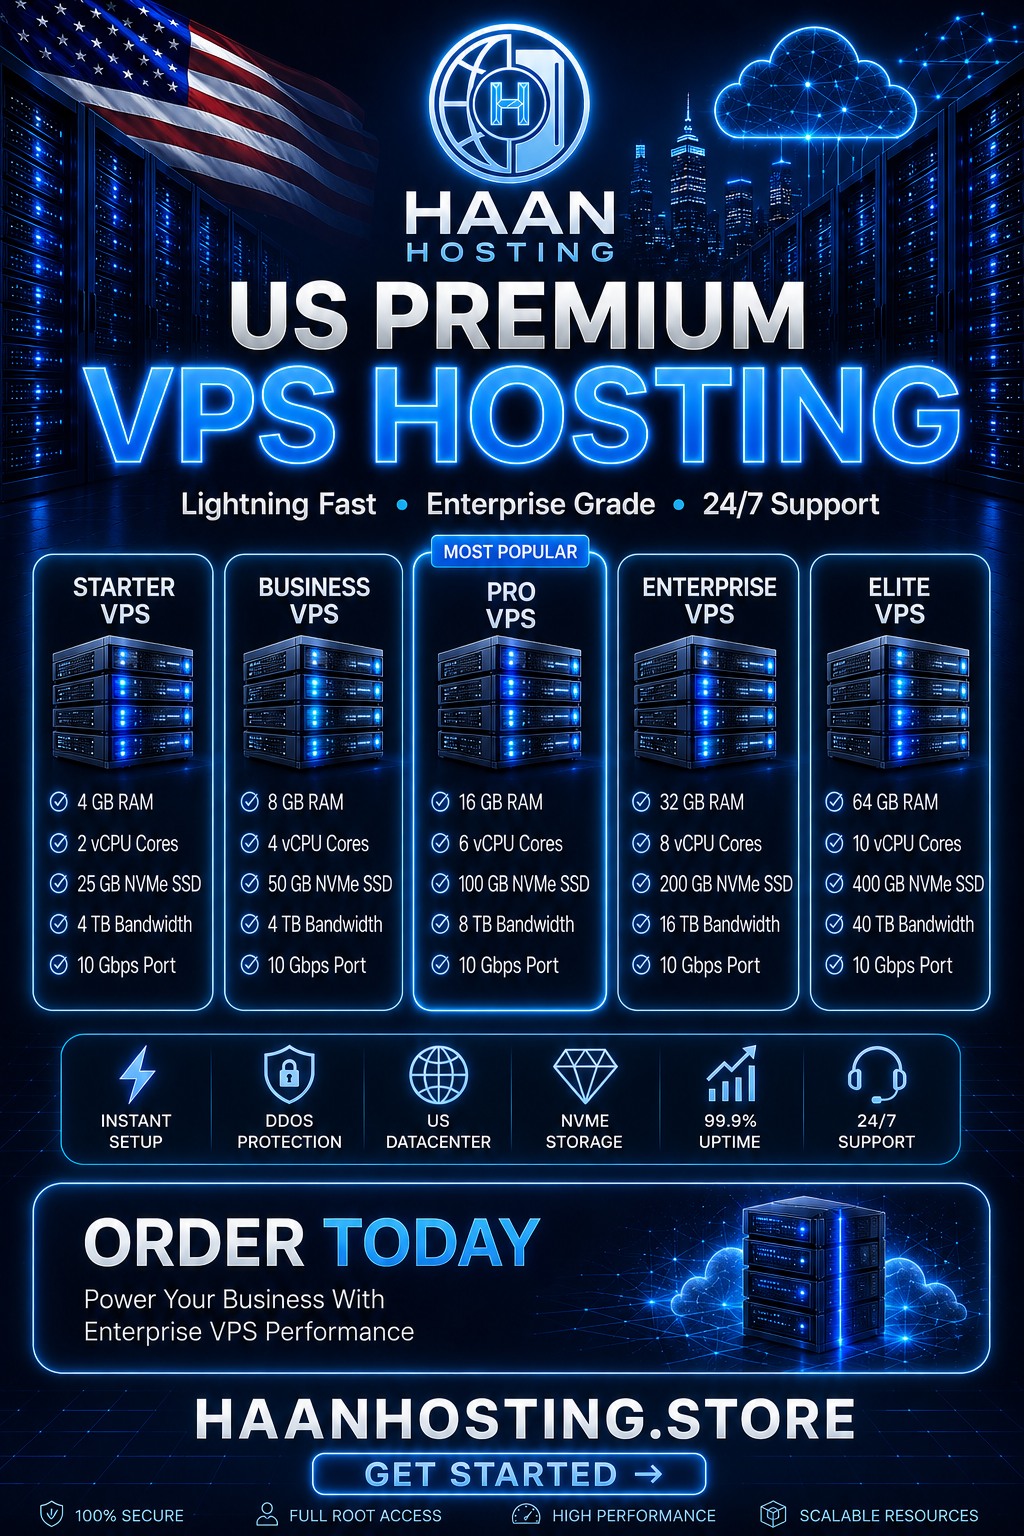 H
HAAN
HOSTING
US PREMIUM
VPS HOSTING
Lightning Fast • Enterprise Grade • 24/7 Support
STARTER
VPS
4 GB RAM
2 vCPU Cores
25 GB NVMe SSD
4 TB Bandwidth
10 Gbps Port
BUSINESS
VPS
8 GB RAM
4 vCPU Cores
50 GB NVMe SSD
4 TB Bandwidth
10 Gbps Port
MOST POPULAR
PRO
VPS
16 GB RAM
6 vCPU Cores
100 GB NVMe SSD
8 TB Bandwidth
10 Gbps Port
ENTERPRISE
VPS
32 GB RAM
8 vCPU Cores
200 GB NVMe SSD
16 TB Bandwidth
10 Gbps Port
ELITE
VPS
64 GB RAM
10 vCPU Cores
400 GB NVMe SSD
40 TB Bandwidth
10 Gbps Port
INSTANT
SETUP
DDOS
PROTECTION
US
DATACENTER
NVME
STORAGE
99.9%
UPTIME
24/7
SUPPORT
ORDER TODAY
Power Your Business With
Enterprise VPS Performance
HAANHOSTING.STORE
GET STARTED →
100% SECURE
FULL ROOT ACCESS
HIGH PERFORMANCE
SCALABLE RESOURCES